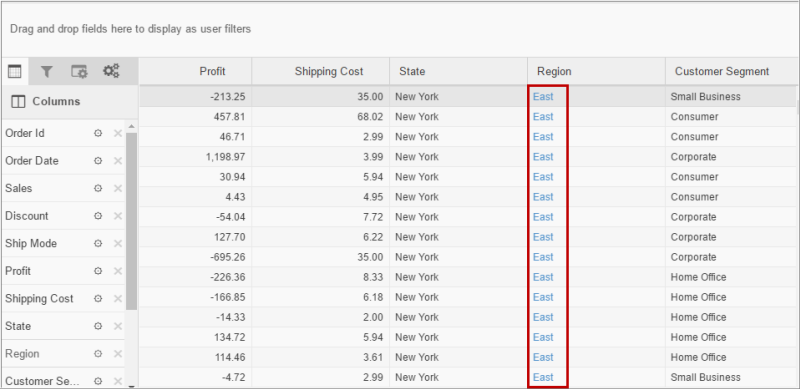 Drag and drop fields here to display as user filters
Profit Shipping Cost State Region Customer Segment
Columns
Order Id
Order Date
Sales
Discount
Ship Mode
Profit
Shipping Cost
State
Region
Customer Se...
-213.25 35.00 New York East Small Business
457.81 68.02 New York East Consumer
46.71 2.99 New York East Consumer
1,198.97 3.99 New York East Corporate
30.94 5.94 New York East Consumer
4.43 4.95 New York East Consumer
-54.04 7.72 New York East Corporate
127.70 6.22 New York East Corporate
-695.26 35.00 New York East Corporate
-226.36 8.33 New York East Home Office
-166.85 6.18 New York East Home Office
-14.33 2.00 New York East Home Office
134.72 5.94 New York East Home Office
114.46 3.61 New York East Home Office
-4.72 2.99 New York East Small Business